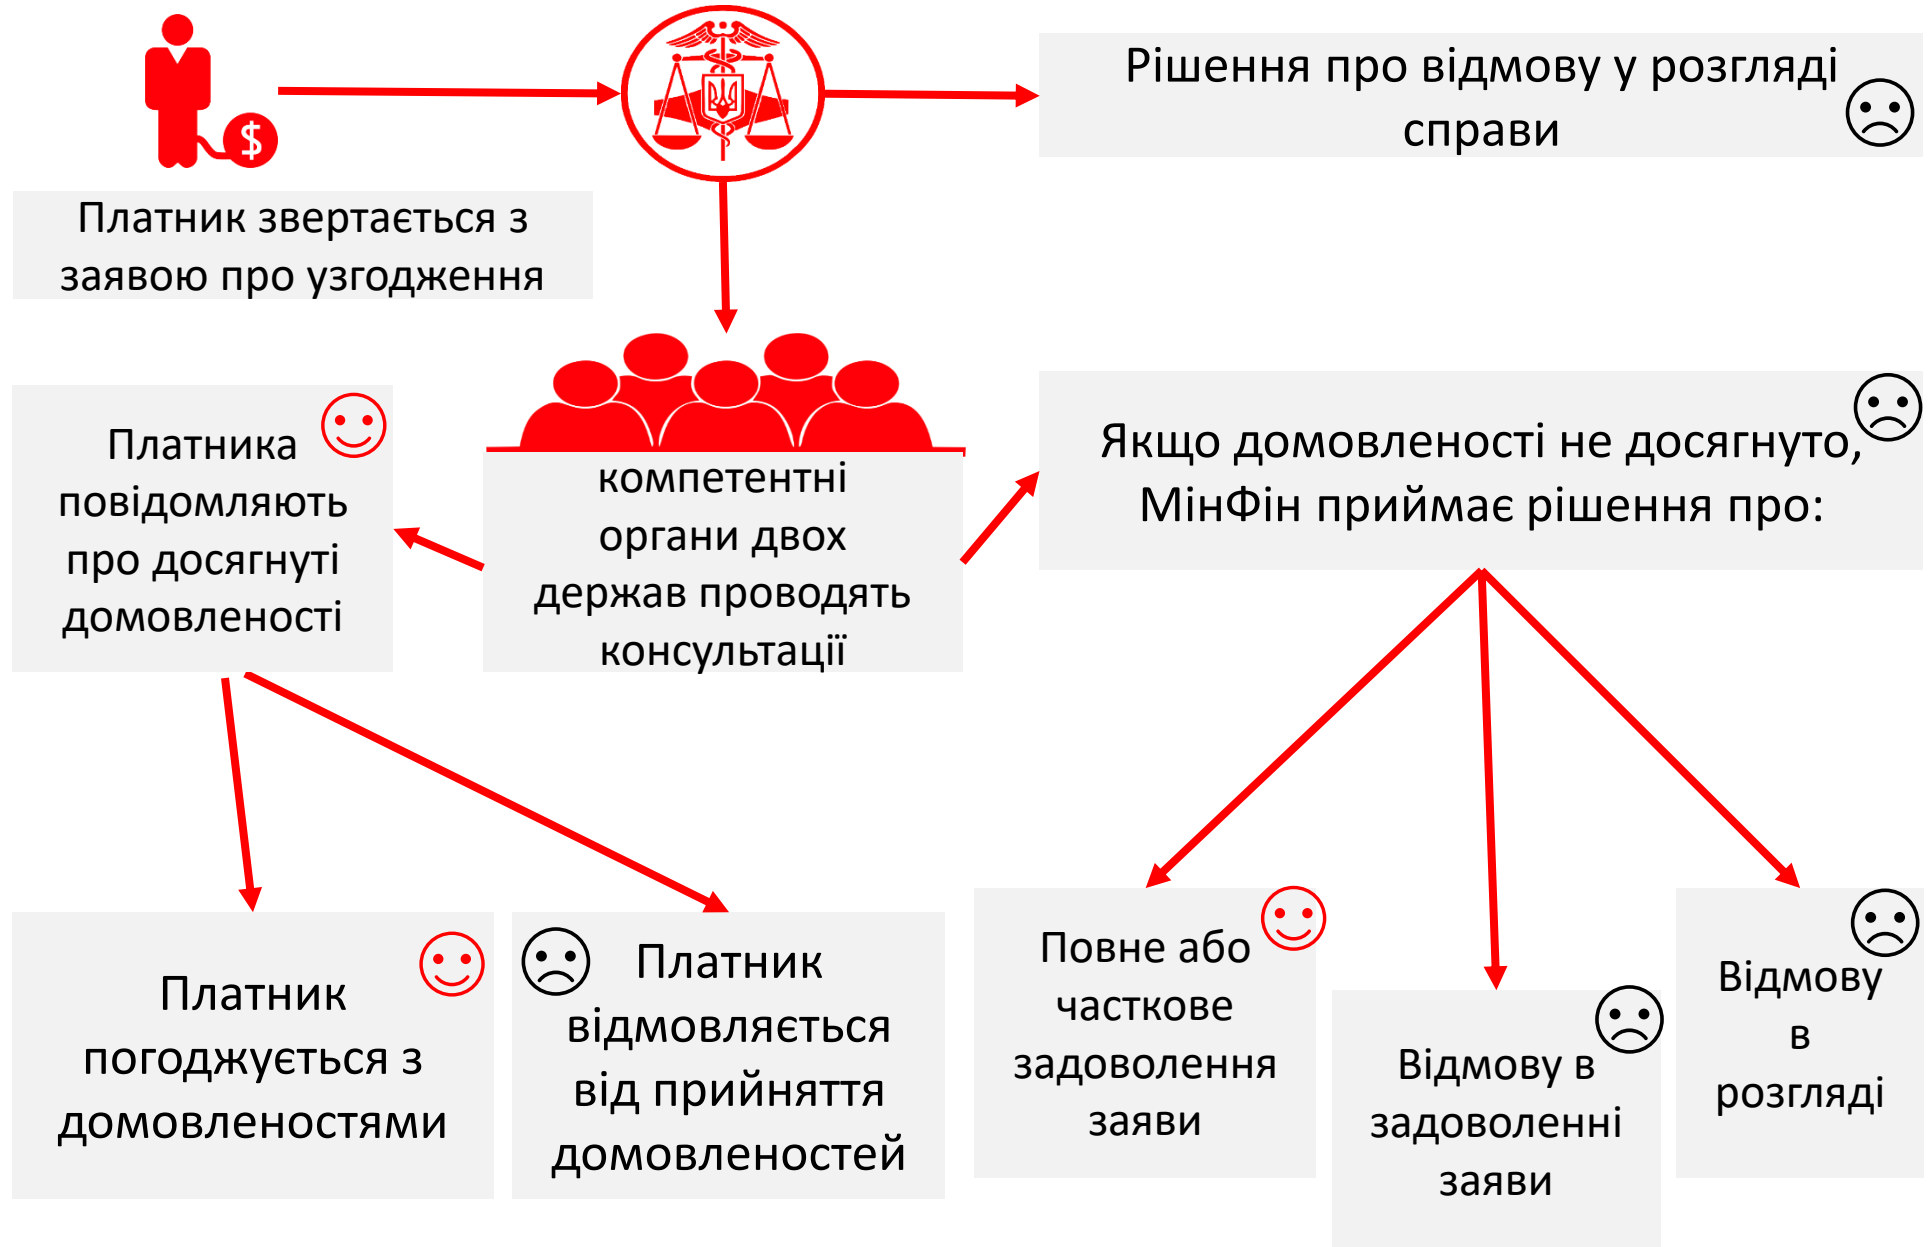 Рішення про відмову у розгляді
справи
$
Платник звертається з
заявою про узгодження
Платника
повідомляють
про досягнуті
домовленості
компетентні
органи двох
держав проводять
консультації
Якщо домовленості не досягнуто,
МінФін приймає рішення про:
Платник
погоджується з
домовленостями
Платник
відмовляється
від прийняття
домовленостей
Повне або
часткове
задоволення
заяви
Відмову в
задоволенні
заяви
Відмову
в
розгляді